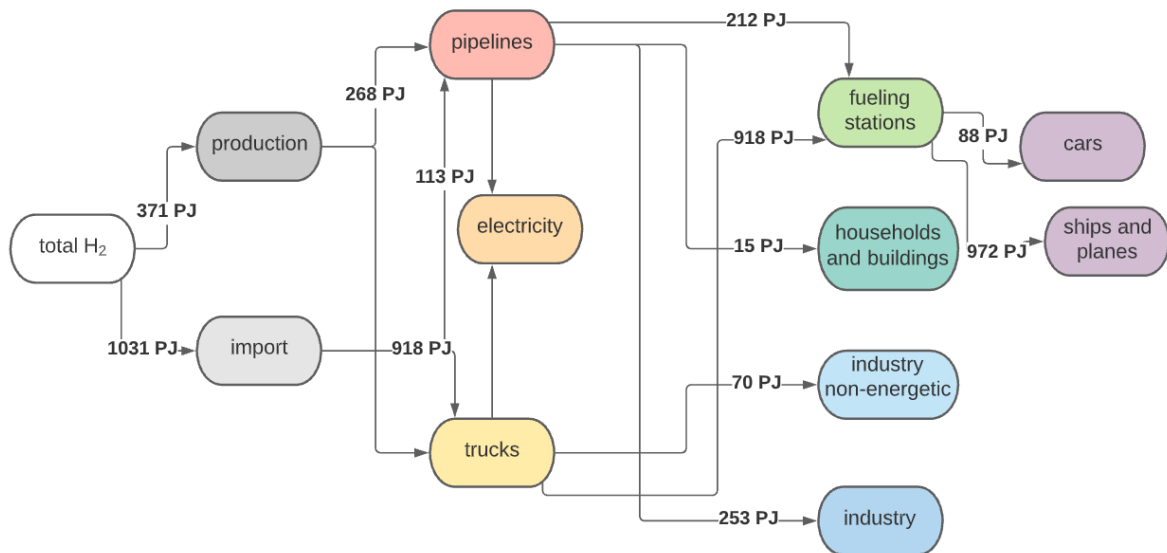 212 PJ
pipelines
268 PJ
fueling
stations
918 PJ
88 PJ
production
cars
113 PJ
371 PJ
electricity
total H₂
15 PJ
households
and buildings
972 PJ
ships and
planes
1031 PJ
import
918 PJ
70 PJ
industry
non-energetic
trucks
253 PJ
industry